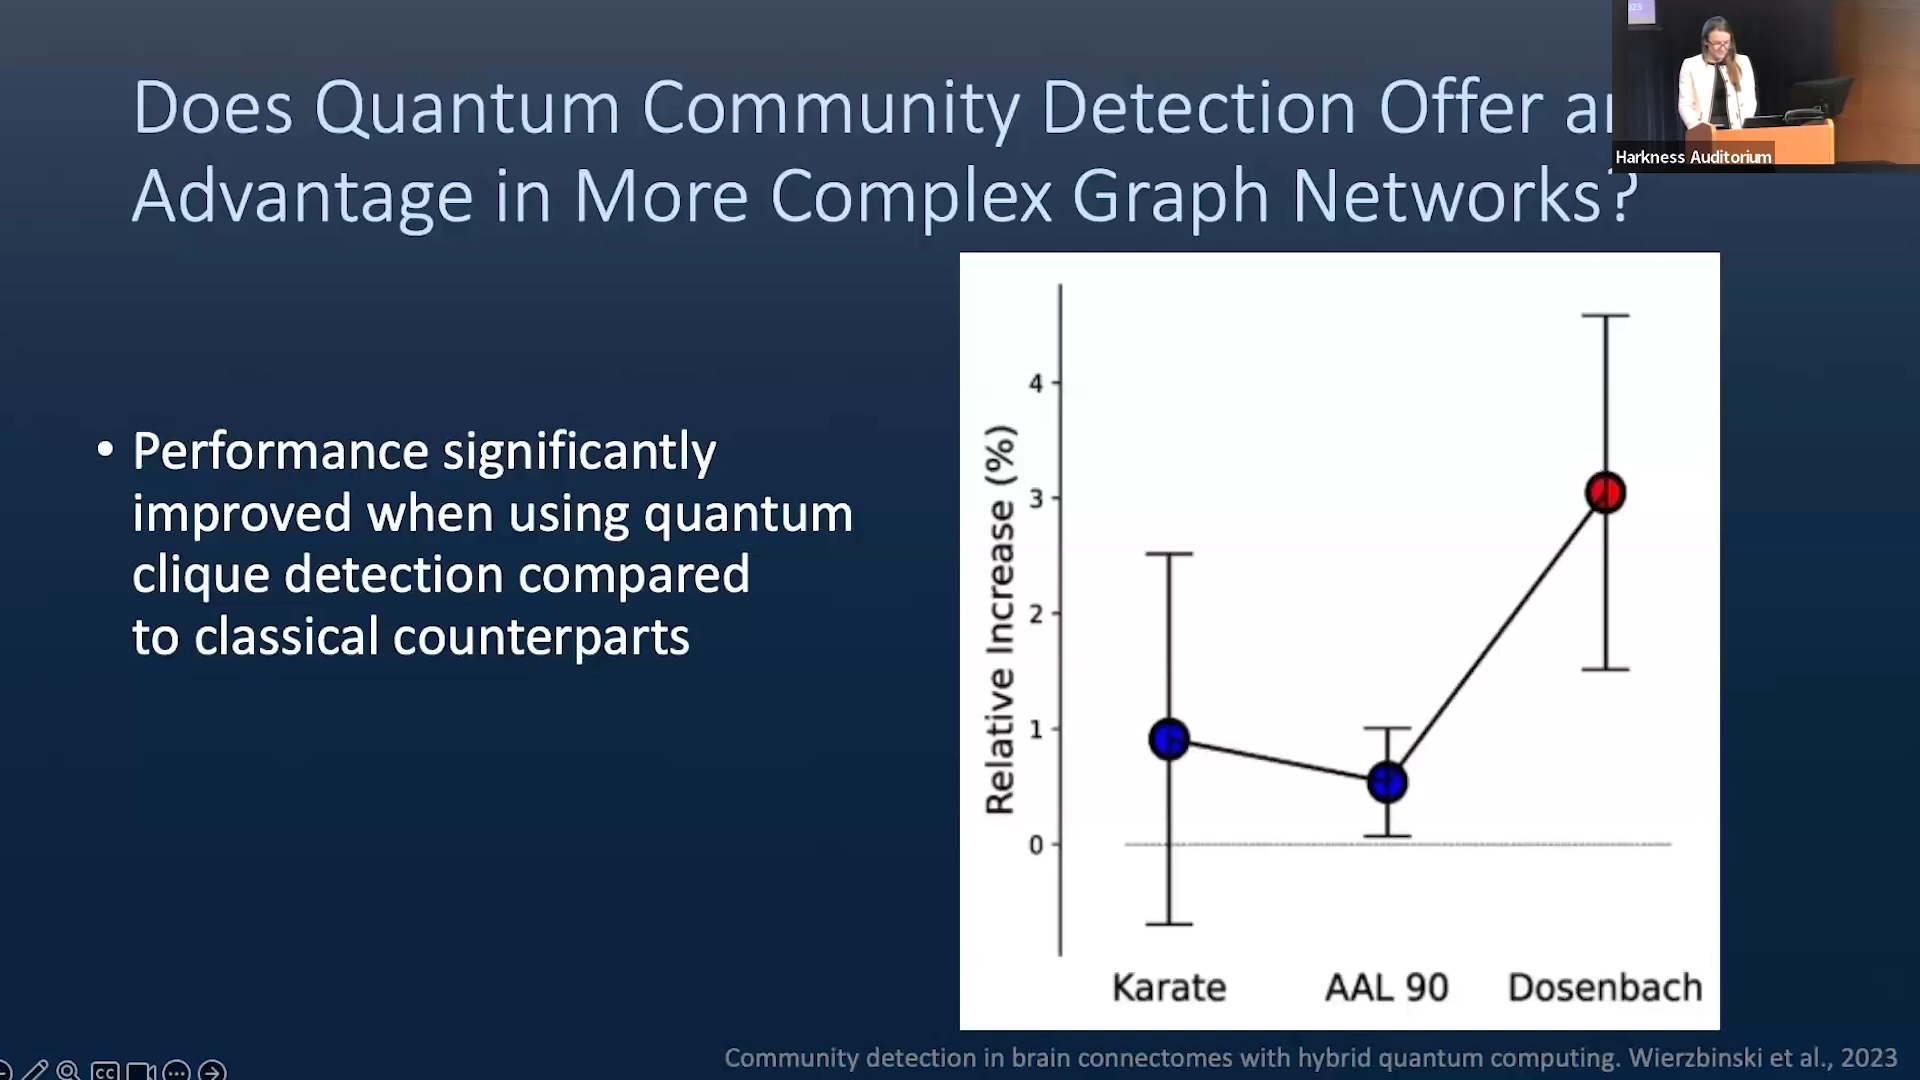 Does Quantum Community Detection Offer
Advantage in More Complex Graph Networks?
Harkness Auditorium
• Performance significantly
improved when using quantum
clique detection compared
to classical counterparts
Relative Increase (%)
4
3
2
1
0
Karate AAL 90 Dosenbach
Community detection in brain connectomes with hybrid quantum computing. Wierzbinski et al., 2023
CC